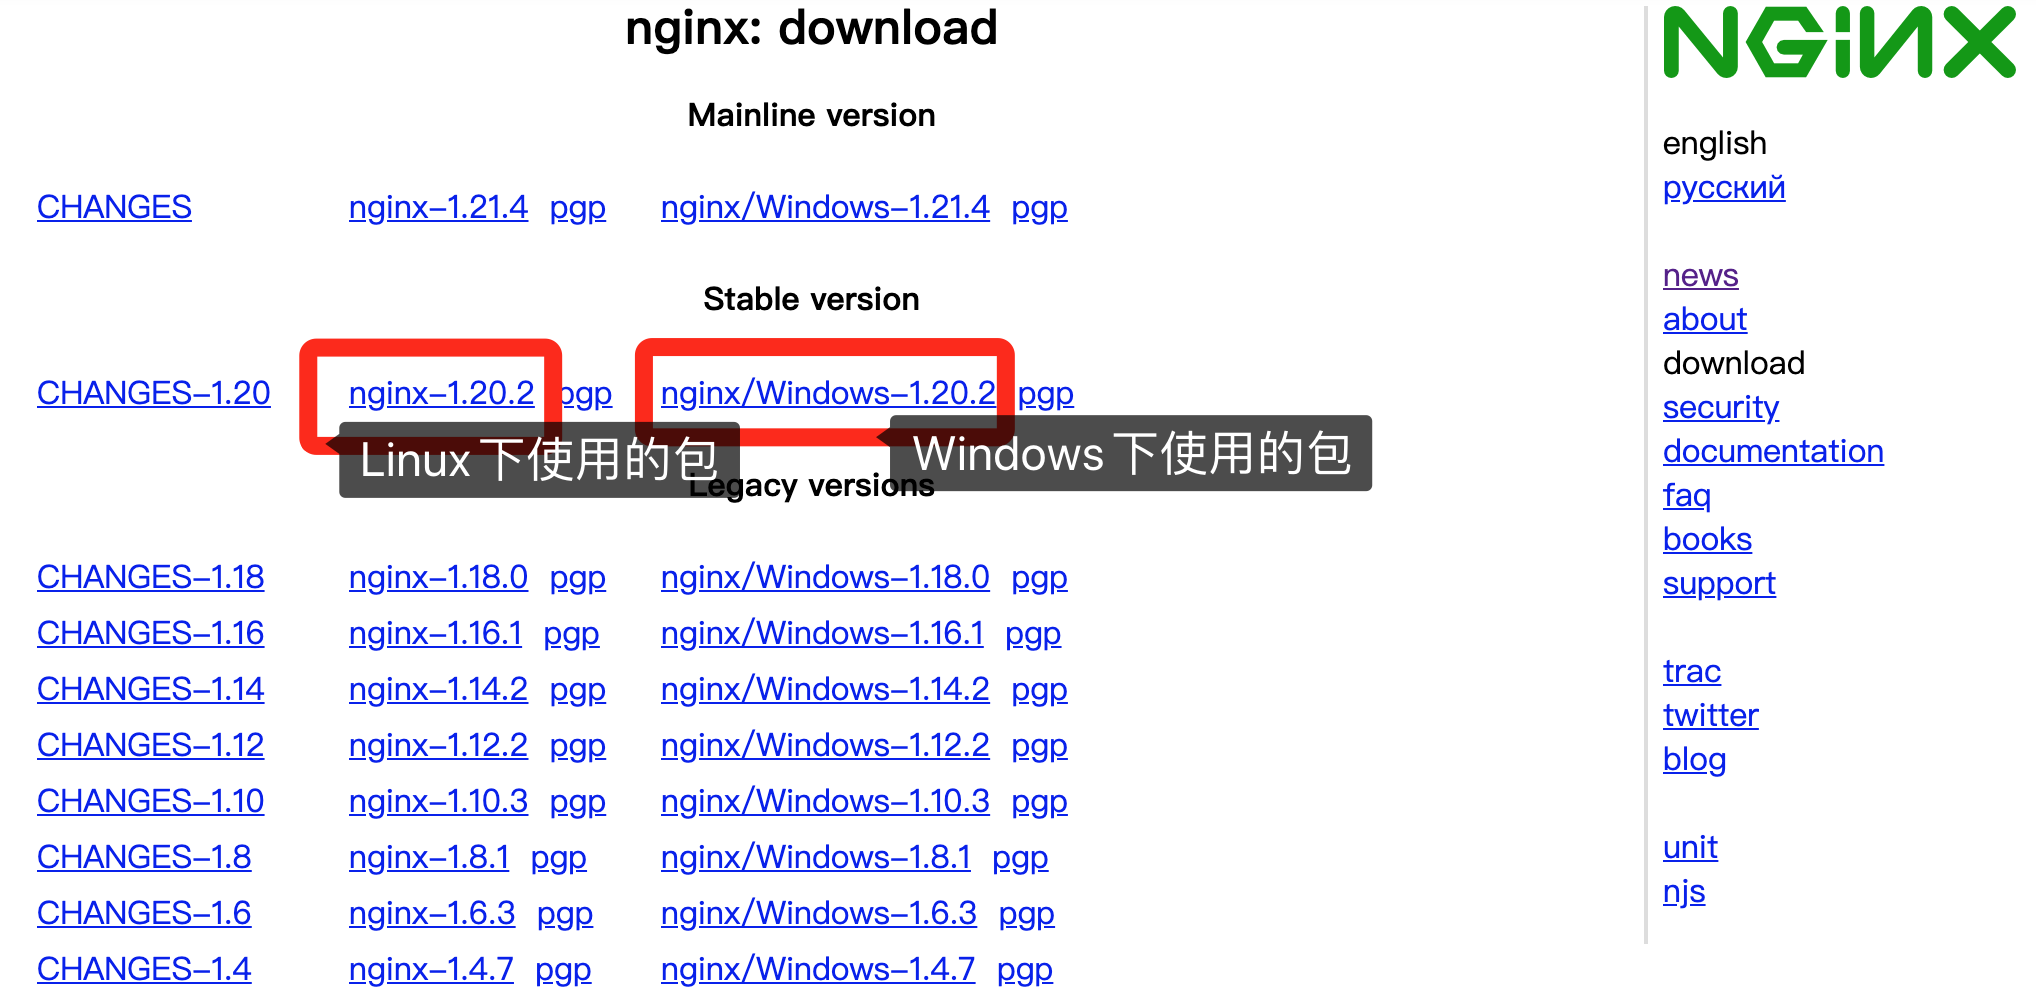 nginx: download
NGINX
Mainline version
english
русский
CHANGES nginx-1.21.4 pgp nginx/Windows-1.21.4 pgp
news
Stable version
about
download
CHANGES-1.20 nginx-1.20.2 pgp nginx/Windows-1.20.2 pgp
security
Linux 下使用的包 Windows 下使用的包
documentation
Legacy versions
faq
books
CHANGES-1.18 nginx-1.18.0 pgp nginx/Windows-1.18.0 pgp
support
CHANGES-1.16 nginx-1.16.1 pgp nginx/Windows-1.16.1 pgp
trac
CHANGES-1.14 nginx-1.14.2 pgp nginx/Windows-1.14.2 pgp
twitter
CHANGES-1.12 nginx-1.12.2 pgp nginx/Windows-1.12.2 pgp
blog
CHANGES-1.10 nginx-1.10.3 pgp nginx/Windows-1.10.3 pgp
unit
CHANGES-1.8 nginx-1.8.1 pgp nginx/Windows-1.8.1 pgp
njs
CHANGES-1.6 nginx-1.6.3 pgp nginx/Windows-1.6.3 pgp
CHANGES-1.4 nginx-1.4.7 pgp nginx/Windows-1.4.7 pgp